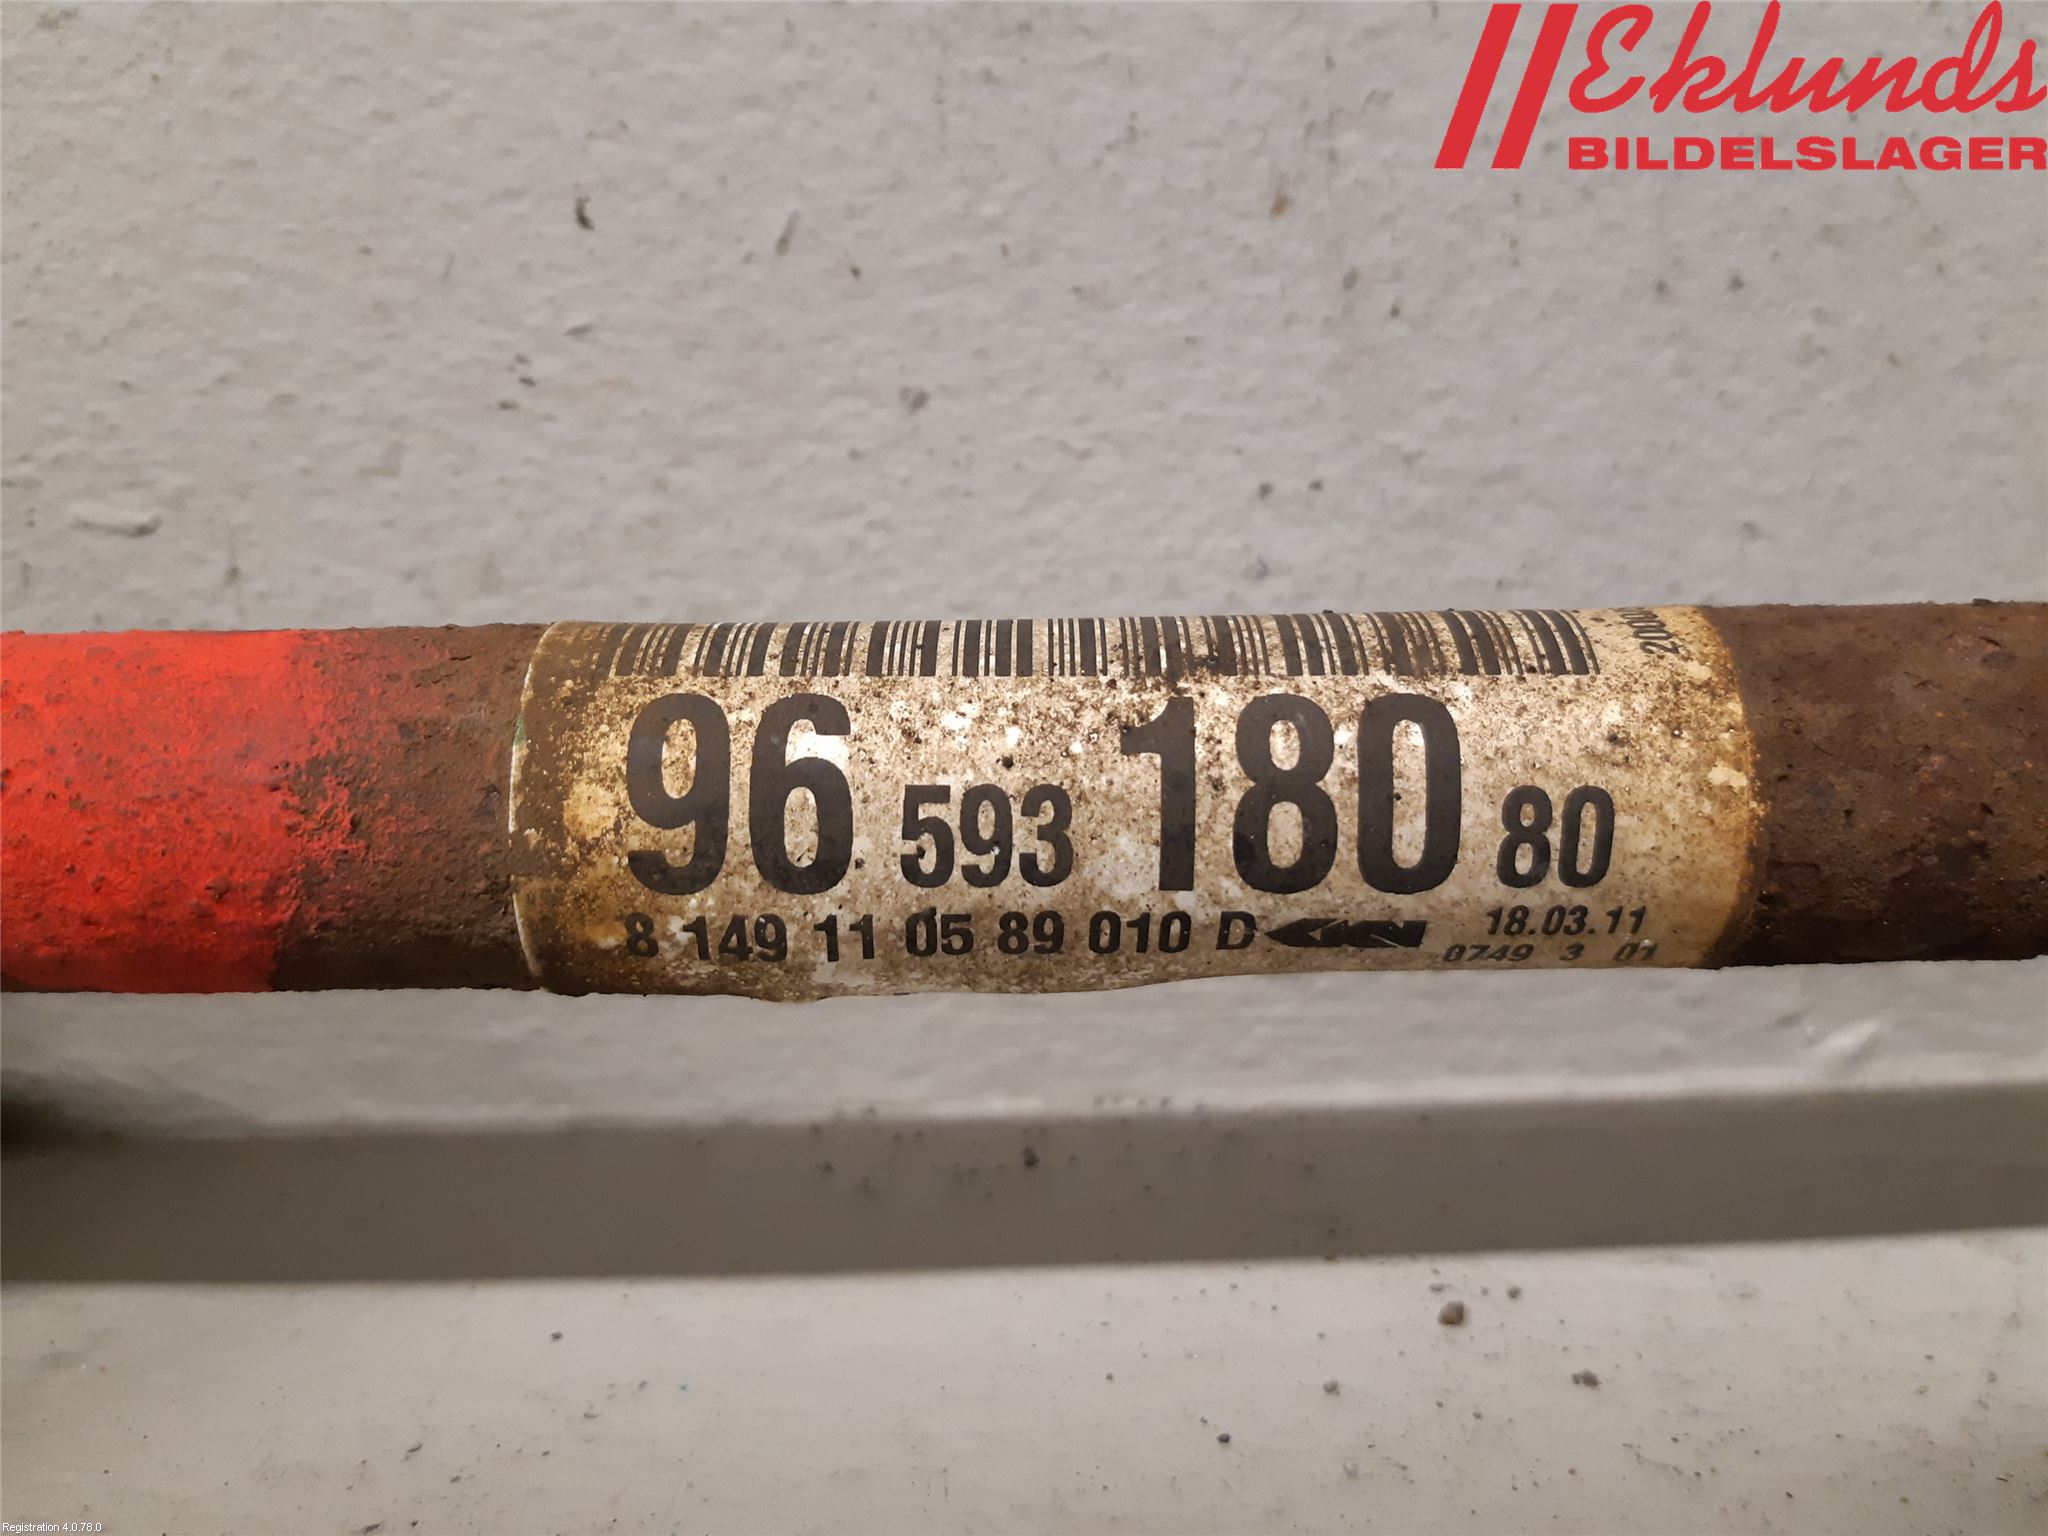 Eklunds
BILDELSLAGER
96 593 180 80
8 149 11 05 89 010 D GKN 18.03.11
0749 3 01
Registration 4.0.78.0